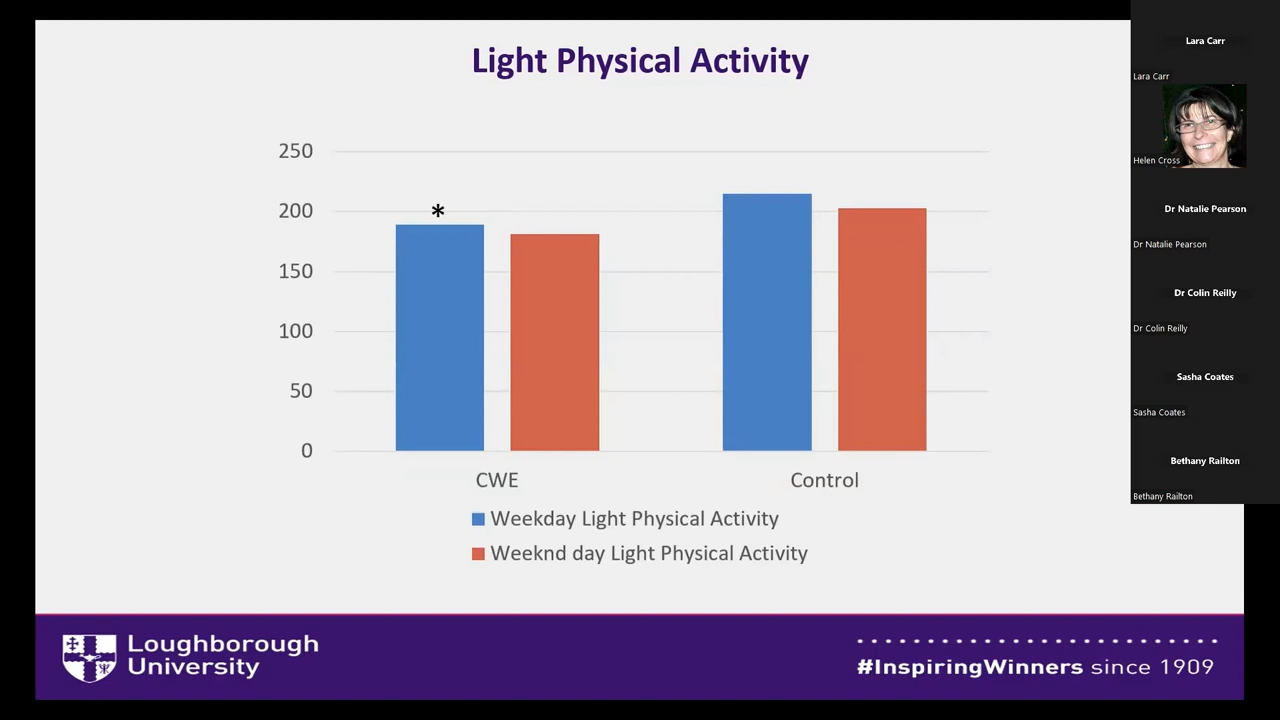 Light Physical Activity
250
200
150
100
50
0
*
CWE
Control
Weekday Light Physical Activity
Weeknd day Light Physical Activity
Loughborough
University
#InspiringWinners since 1909
Lara Carr
Lara Carr
Helen Cross
Dr Natalie Pearson
Dr Natalie Pearson
Dr Colin Reilly
Dr Colin Reilly
Sasha Coates
Sasha Coates
Bethany Railton
Bethany Railton